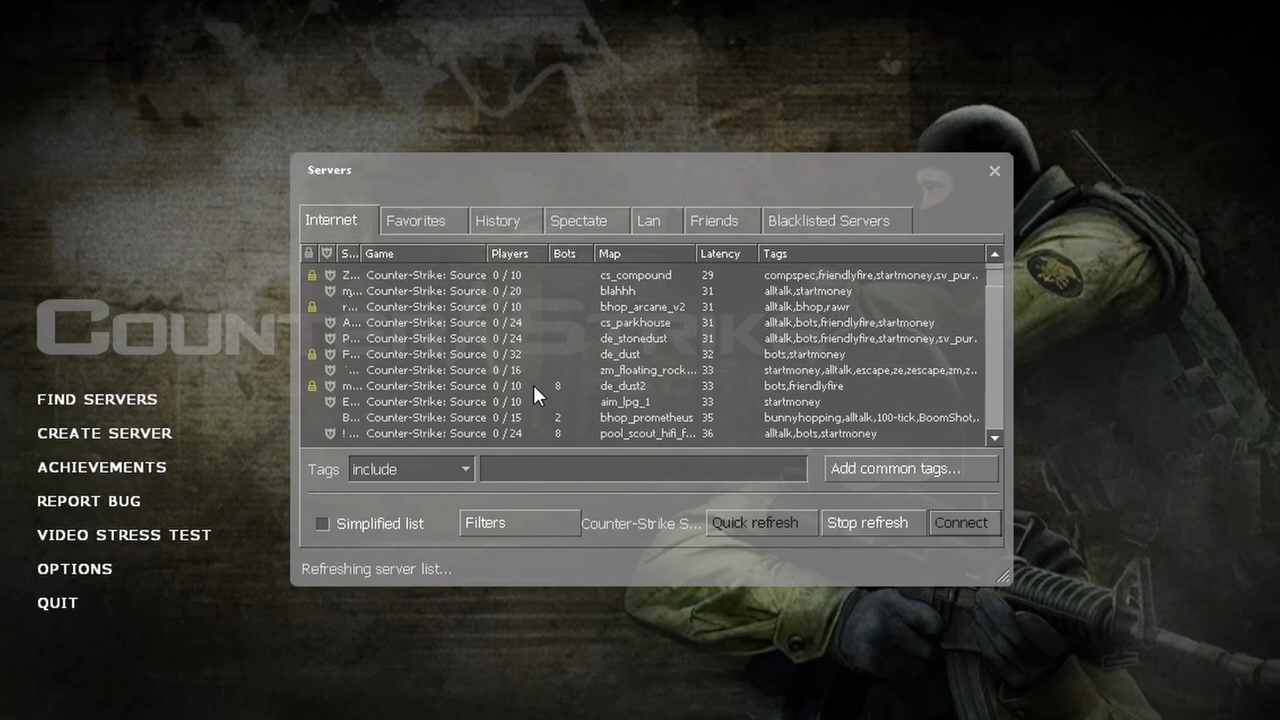 Servers
Internet Favorites History Spectate Lan Friends Blacklisted Servers
S... Game Players Bots Map Latency Tags
Z... Counter-Strike: Source 0 / 10 cs_compound 29 compspec,friendlyfire,startmoney,sv_pur..
m... Counter-Strike: Source 0 / 20 blahhh 31 alltalk,startmoney
r... Counter-Strike: Source 0 / 10 bhop_arcane_v2 31 alltalk,bhop,rawr
A... Counter-Strike: Source 0 / 24 cs_parkhouse 31 alltalk,bots,friendlyfire,startmoney
P... Counter-Strike: Source 0 / 24 de_stonedust 31 alltalk,bots,friendlyfire,startmoney,sv_pur..
F... Counter-Strike: Source 0 / 32 de_dust 32 bots,startmoney
Counter-Strike: Source 0 / 16 zm_floating_rock... 33 startmoney,alltalk,escape,ze,zescape,zm,z..
m... Counter-Strike: Source 0 / 10 8 de_dust2 33 bots,friendlyfire
E... Counter-Strike: Source 0 / 10 aim_lpg_1 33 startmoney
B... Counter-Strike: Source 0 / 15 2 bhop_prometheus 35 bunnyhopping,alltalk,100-tick,BoomShot,.
! ... Counter-Strike: Source 0 / 24 8 pool_scout_hifi_f... 36 alltalk,bots,startmoney
Tags include Add common tags...
Simplified list Filters Counter-Strike S... Quick refresh Stop refresh Connect
Refreshing server list...
FIND SERVERS
CREATE SERVER
ACHIEVEMENTS
REPORT BUG
VIDEO STRESS TEST
OPTIONS
QUIT